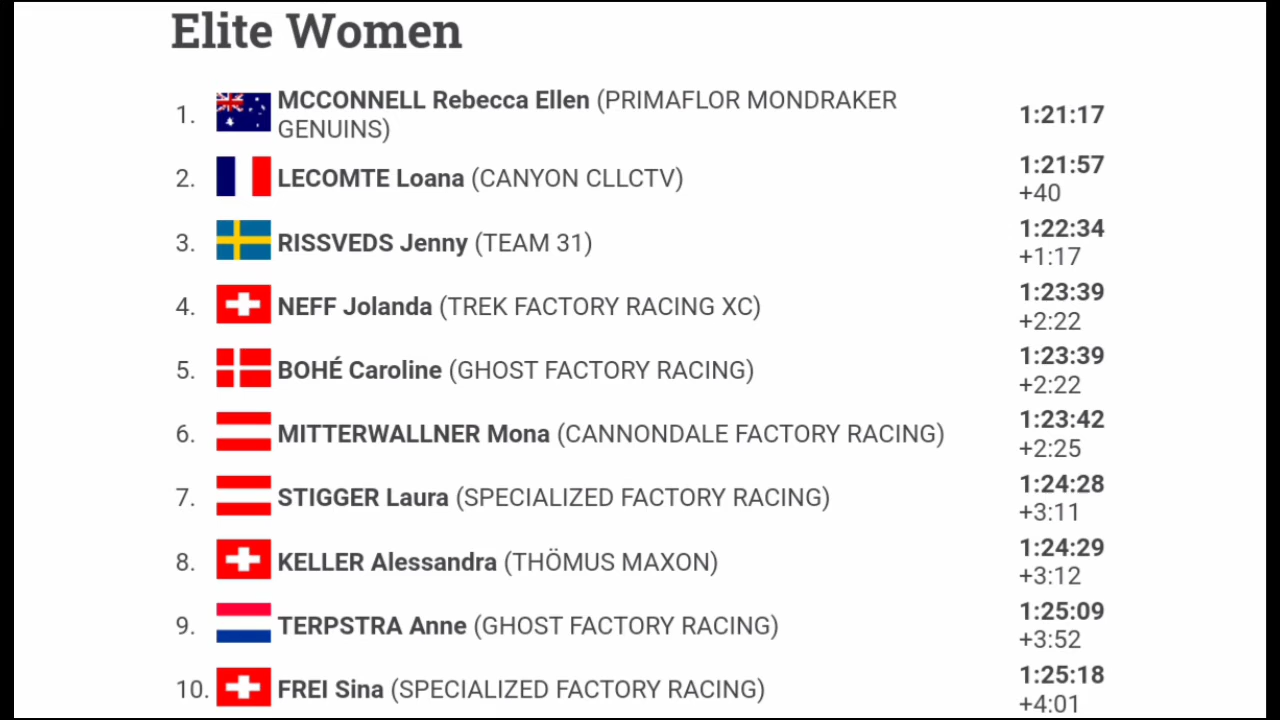 Elite Women
1. MCCONNELL Rebecca Ellen (PRIMAFLOR MONDRAKER GENUINS) 1:21:17
2. LECOMTE Loana (CANYON CLLCTV) 1:21:57
+40
3. RISSVEDS Jenny (TEAM 31) 1:22:34
+1:17
4. NEFF Jolanda (TREK FACTORY RACING XC) 1:23:39
+2:22
5. BOHÉ Caroline (GHOST FACTORY RACING) 1:23:39
+2:22
6. MITTERWALLNER Mona (CANNONDALE FACTORY RACING) 1:23:42
+2:25
7. STIGGER Laura (SPECIALIZED FACTORY RACING) 1:24:28
+3:11
8. KELLER Alessandra (THÖMUS MAXON) 1:24:29
+3:12
9. TERPSTRA Anne (GHOST FACTORY RACING) 1:25:09
+3:52
10. FREI Sina (SPECIALIZED FACTORY RACING) 1:25:18
+4:01